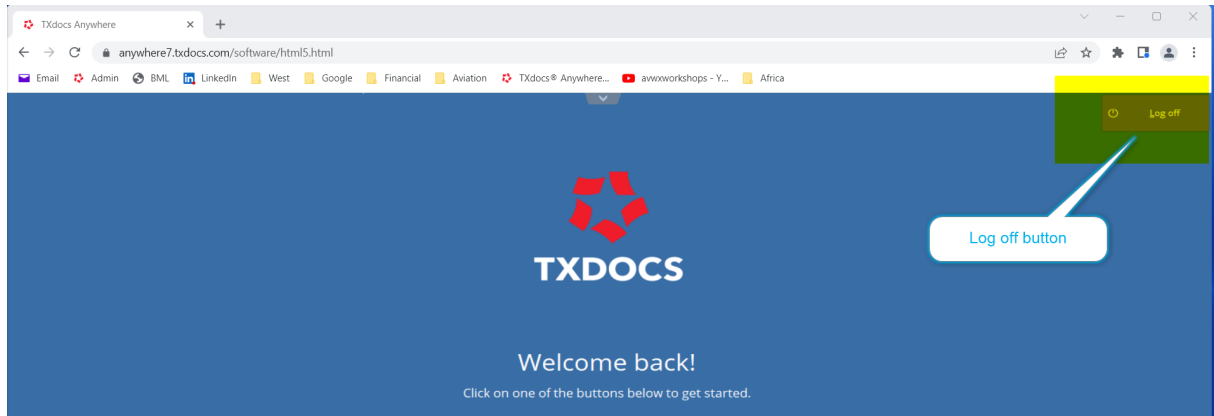 TXdocs Anywhere
anywhere7.txdocs.com/software/html5.html
Email Admin BML LinkedIn West Google Financial Aviation TXdocs® Anywhere... avwxworkshops - Y... Africa
Log off
Log off button
TXDOCS
Welcome back!
Click on one of the buttons below to get started.